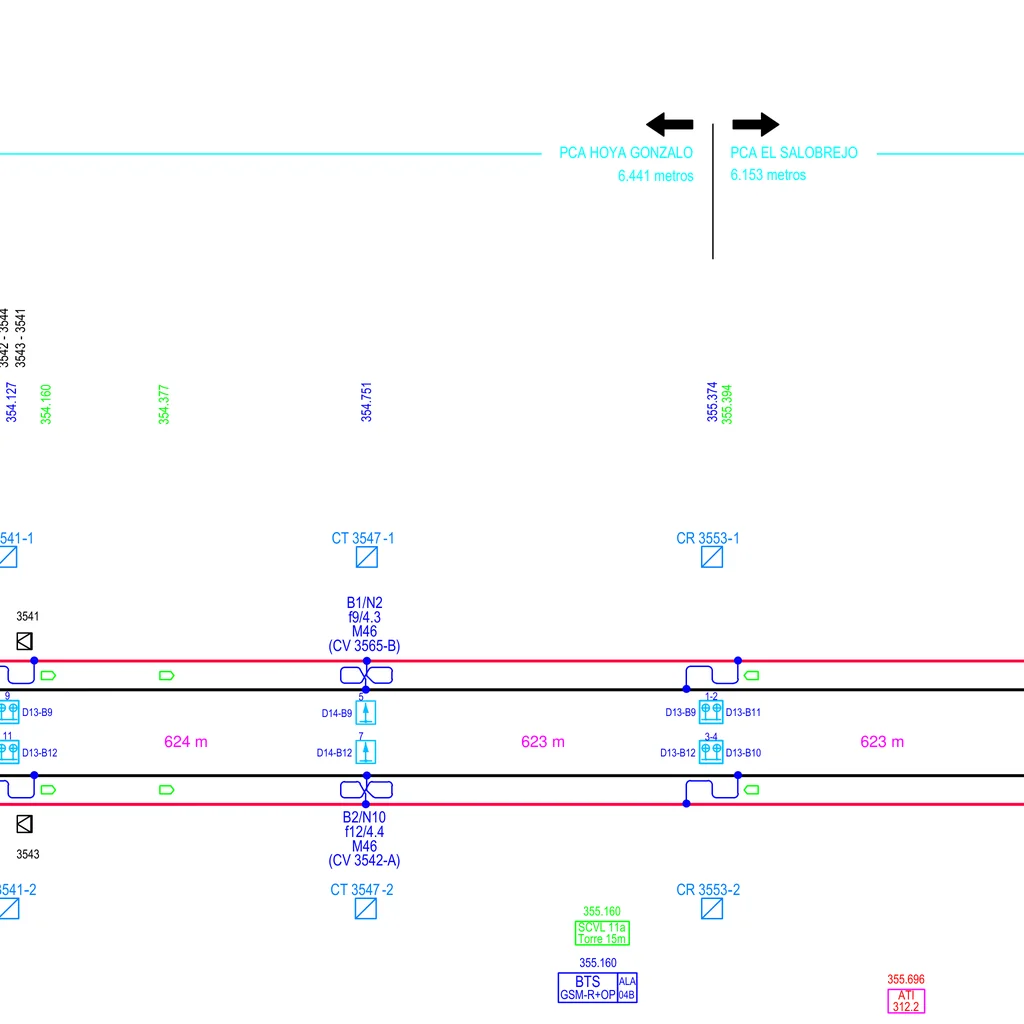 PCA HOYA GONZALO
6.441 metros
PCA EL SALOBREJO
6.153 metros
3542 - 3544
3543 - 3541
354.127
354.160
354.377
354.751
355.374
355.394
541-1
CT 3547-1
CR 3553-1
3541
B1/N2
f9/4.3
M46
(CV 3565-B)
9
D13-B9
5
D14-B9
1-2
D13-B9
D13-B11
624 m
623 m
623 m
11
D13-B12
7
D14-B12
3-4
D13-B12
D13-B10
B2/N10
f12/4.4
M46
(CV 3542-A)
3543
3541-2
CT 3547-2
CR 3553-2
355.160
SCVL 11a
Torre 15m
355.160
BTS
GSM-R+OP
ALA
04B
355.696
ATI
312.2